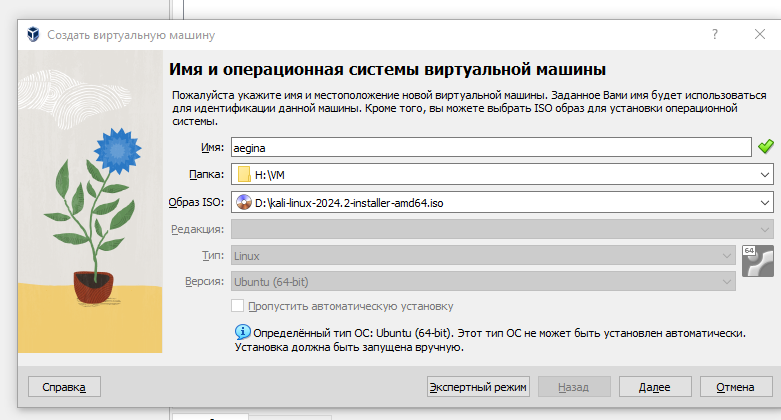 Создать виртуальную машину
?
Имя и операционная системы виртуальной машины
Пожалуйста укажите имя и местоположение новой виртуальной машины. Заданное Вами имя будет использоваться
для идентификации данной машины. Кроме того, вы можете выбрать ISO образ для установки операционной
системы.
Имя: aegina
Папка: H:\VM
Образ ISO: D:\kali-linux-2024.2-installer-amd64.iso
Редакция:
Тип: Linux
64
Версия: Ubuntu (64-bit)
Пропустить автоматическую установку
Определённый тип ОС: Ubuntu (64-bit). Этот тип ОС не может быть установлен автоматически.
Установка должна быть запущена вручную.
Справка Экспертный режим Назад Далее Отмена